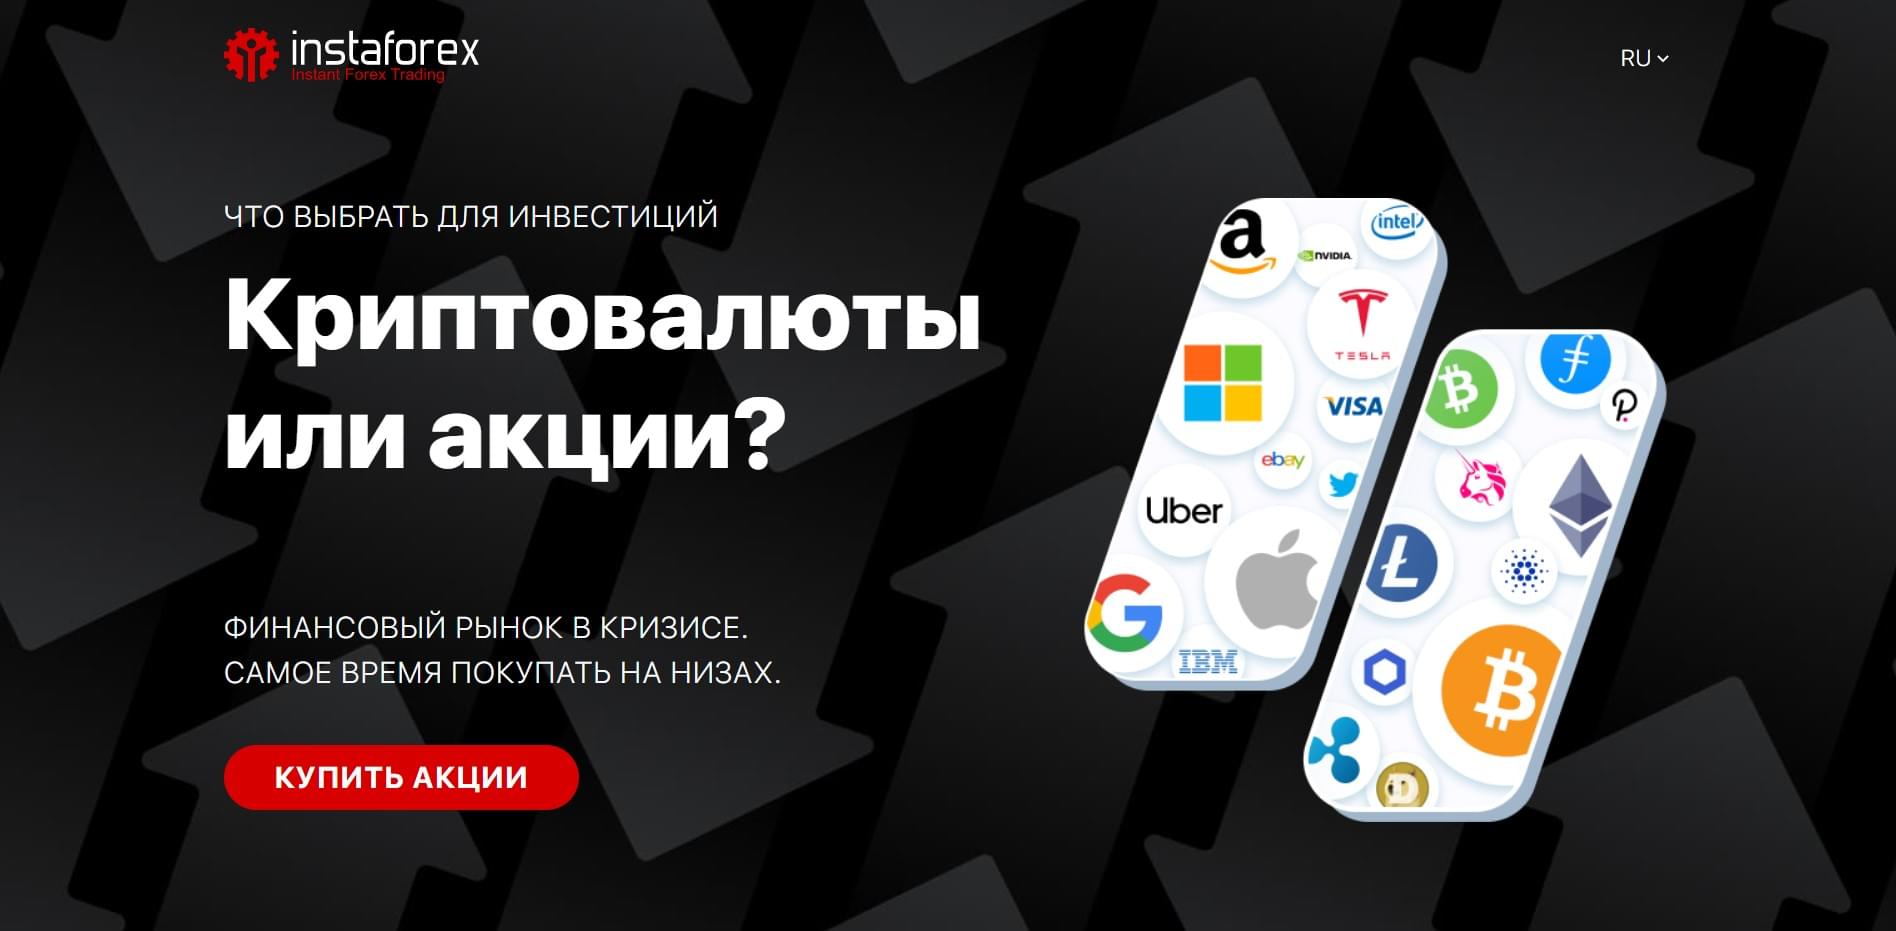 instaforex
Instant Forex Trading
RU
ЧТО ВЫБРАТЬ ДЛЯ ИНВЕСТИЦИЙ
Криптовалюты
или акции?
ФИНАНСОВЫЙ РЫНОК В КРИЗИСЕ.
САМОЕ ВРЕМЯ ПОКУПАТЬ НА НИЗАХ.
КУПИТЬ АКЦИИ
a
intel
NVIDIA
TESLA
VISA
ebay
Uber
G
IBM